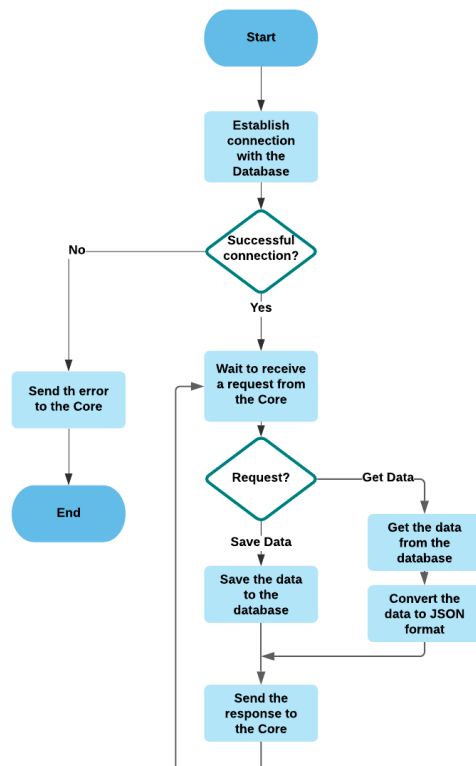 Start
Establish
connection
with the
Database
Successful
connection?
No
Yes
Send th error
to the Core
Wait to receive
a request from
the Core
End
Request?
Get Data
Save Data
Get the data
from the
database
Save the data
to the
database
Convert the
data to JSON
format
Send the
response to
the Core